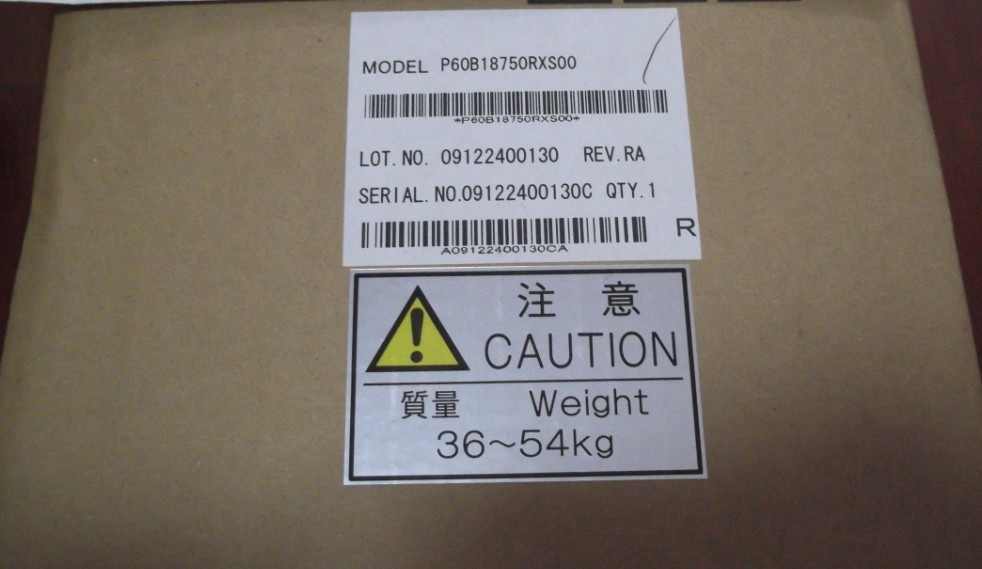 MODEL P60B18750RXS00
*P60B18750RXS00*
LOT.NO. 09122400130 REV.RA
SERIAL.NO.09122400130C QTY.1
R
A09122400130CA
注 意
CAUTION
質量 Weight
36～54kg